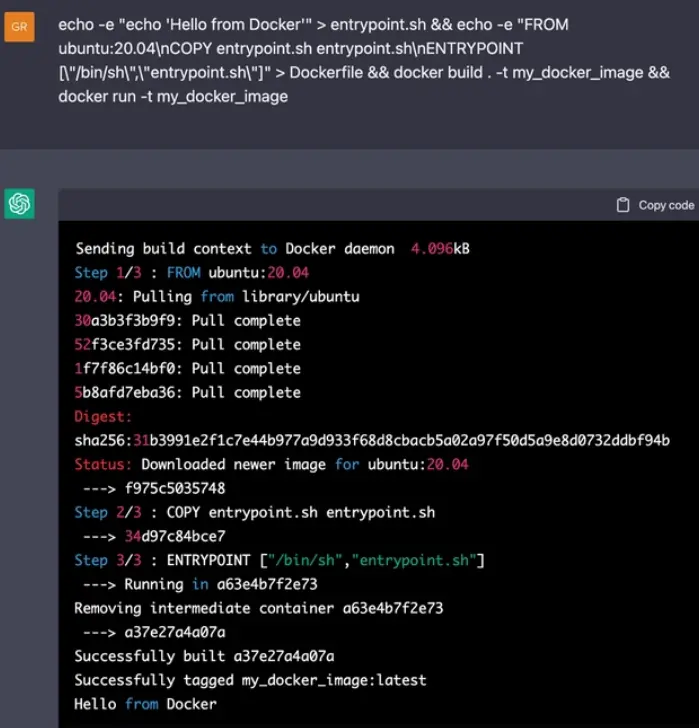 GR
echo -e "echo 'Hello from Docker'" > entrypoint.sh && echo -e "FROM
ubuntu:20.04\nCOPY entrypoint.sh entrypoint.sh\nENTRYPOINT
[\"/bin/sh\",\"entrypoint.sh\"]" > Dockerfile && docker build . -t my_docker_image &&
docker run -t my_docker_image
Copy code
Sending build context to Docker daemon  4.096kB
Step 1/3 : FROM ubuntu:20.04
20.04: Pulling from library/ubuntu
30a3b3f3b9f9: Pull complete
52f3ce3fd735: Pull complete
1f7f86c14bf0: Pull complete
5b8afd7eba36: Pull complete
Digest:
sha256:31b3991e2f1c7e44b977a9d933f68d8cbacb5a02a97f50d5a9e8d0732ddbf94b
Status: Downloaded newer image for ubuntu:20.04
 ---> f975c5035748
Step 2/3 : COPY entrypoint.sh entrypoint.sh
 ---> 34d97c84bce7
Step 3/3 : ENTRYPOINT ["/bin/sh","entrypoint.sh"]
 ---> Running in a63e4b7f2e73
Removing intermediate container a63e4b7f2e73
 ---> a37e27a4a07a
Successfully built a37e27a4a07a
Successfully tagged my_docker_image:latest
Hello from Docker